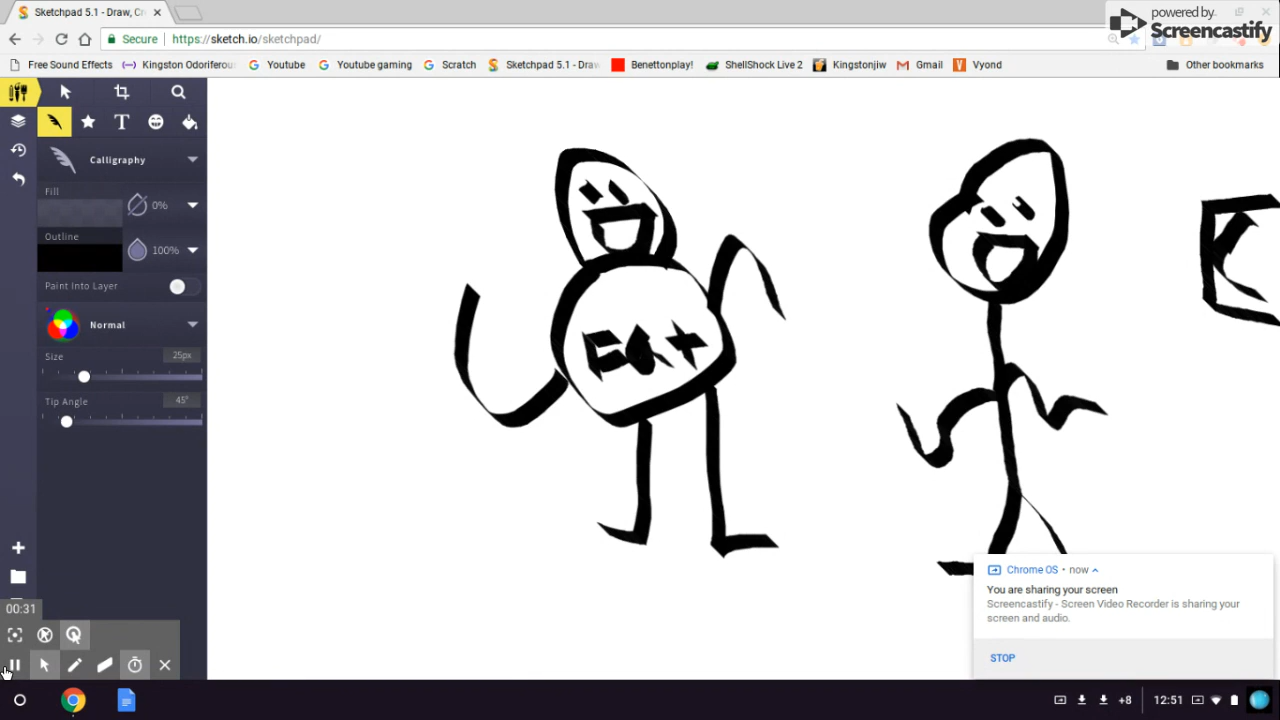 Sketchpad 5.1 - Draw, Cr
powered by
Screencastify
Secure https://sketch.io/sketchpad/
Free Sound Effects Kingston Odoriferou Youtube Youtube gaming Scratch Sketchpad 5.1 - Draw Benettonplay! ShellShock Live 2 Kingstonjiw Gmail Vyond Other bookmarks
Calligraphy
Fill
0%
Outline
100%
Paint Into Layer
Normal
Size 25px
Tip Angle 45°
00:31
Chrome OS • now
You are sharing your screen
Screencastify - Screen Video Recorder is sharing your
screen and audio.
STOP
+8 12:51